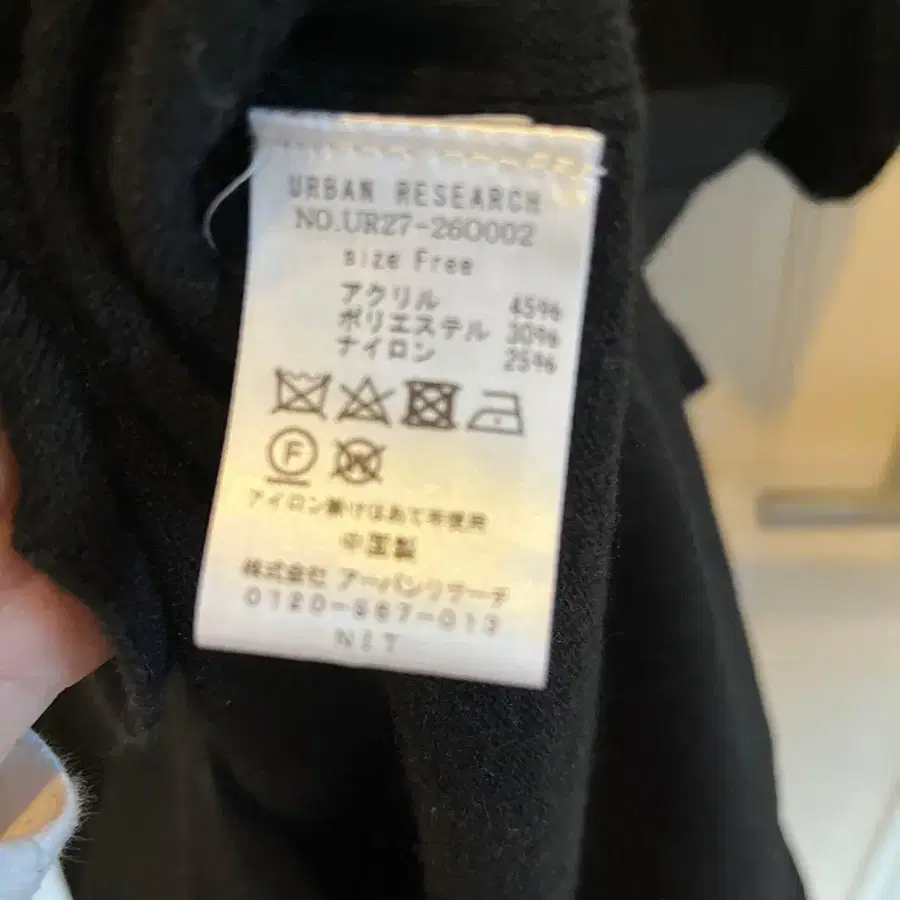 URBAN RESEARCH
NO.UR27-260002
size Free
アクリル 45%
ポリエステル 30%
ナイロン 25%
F
アイロン掛けはあて布使用
中国製
株式会社 アーバンリサーチ
0120-987-013
NIT